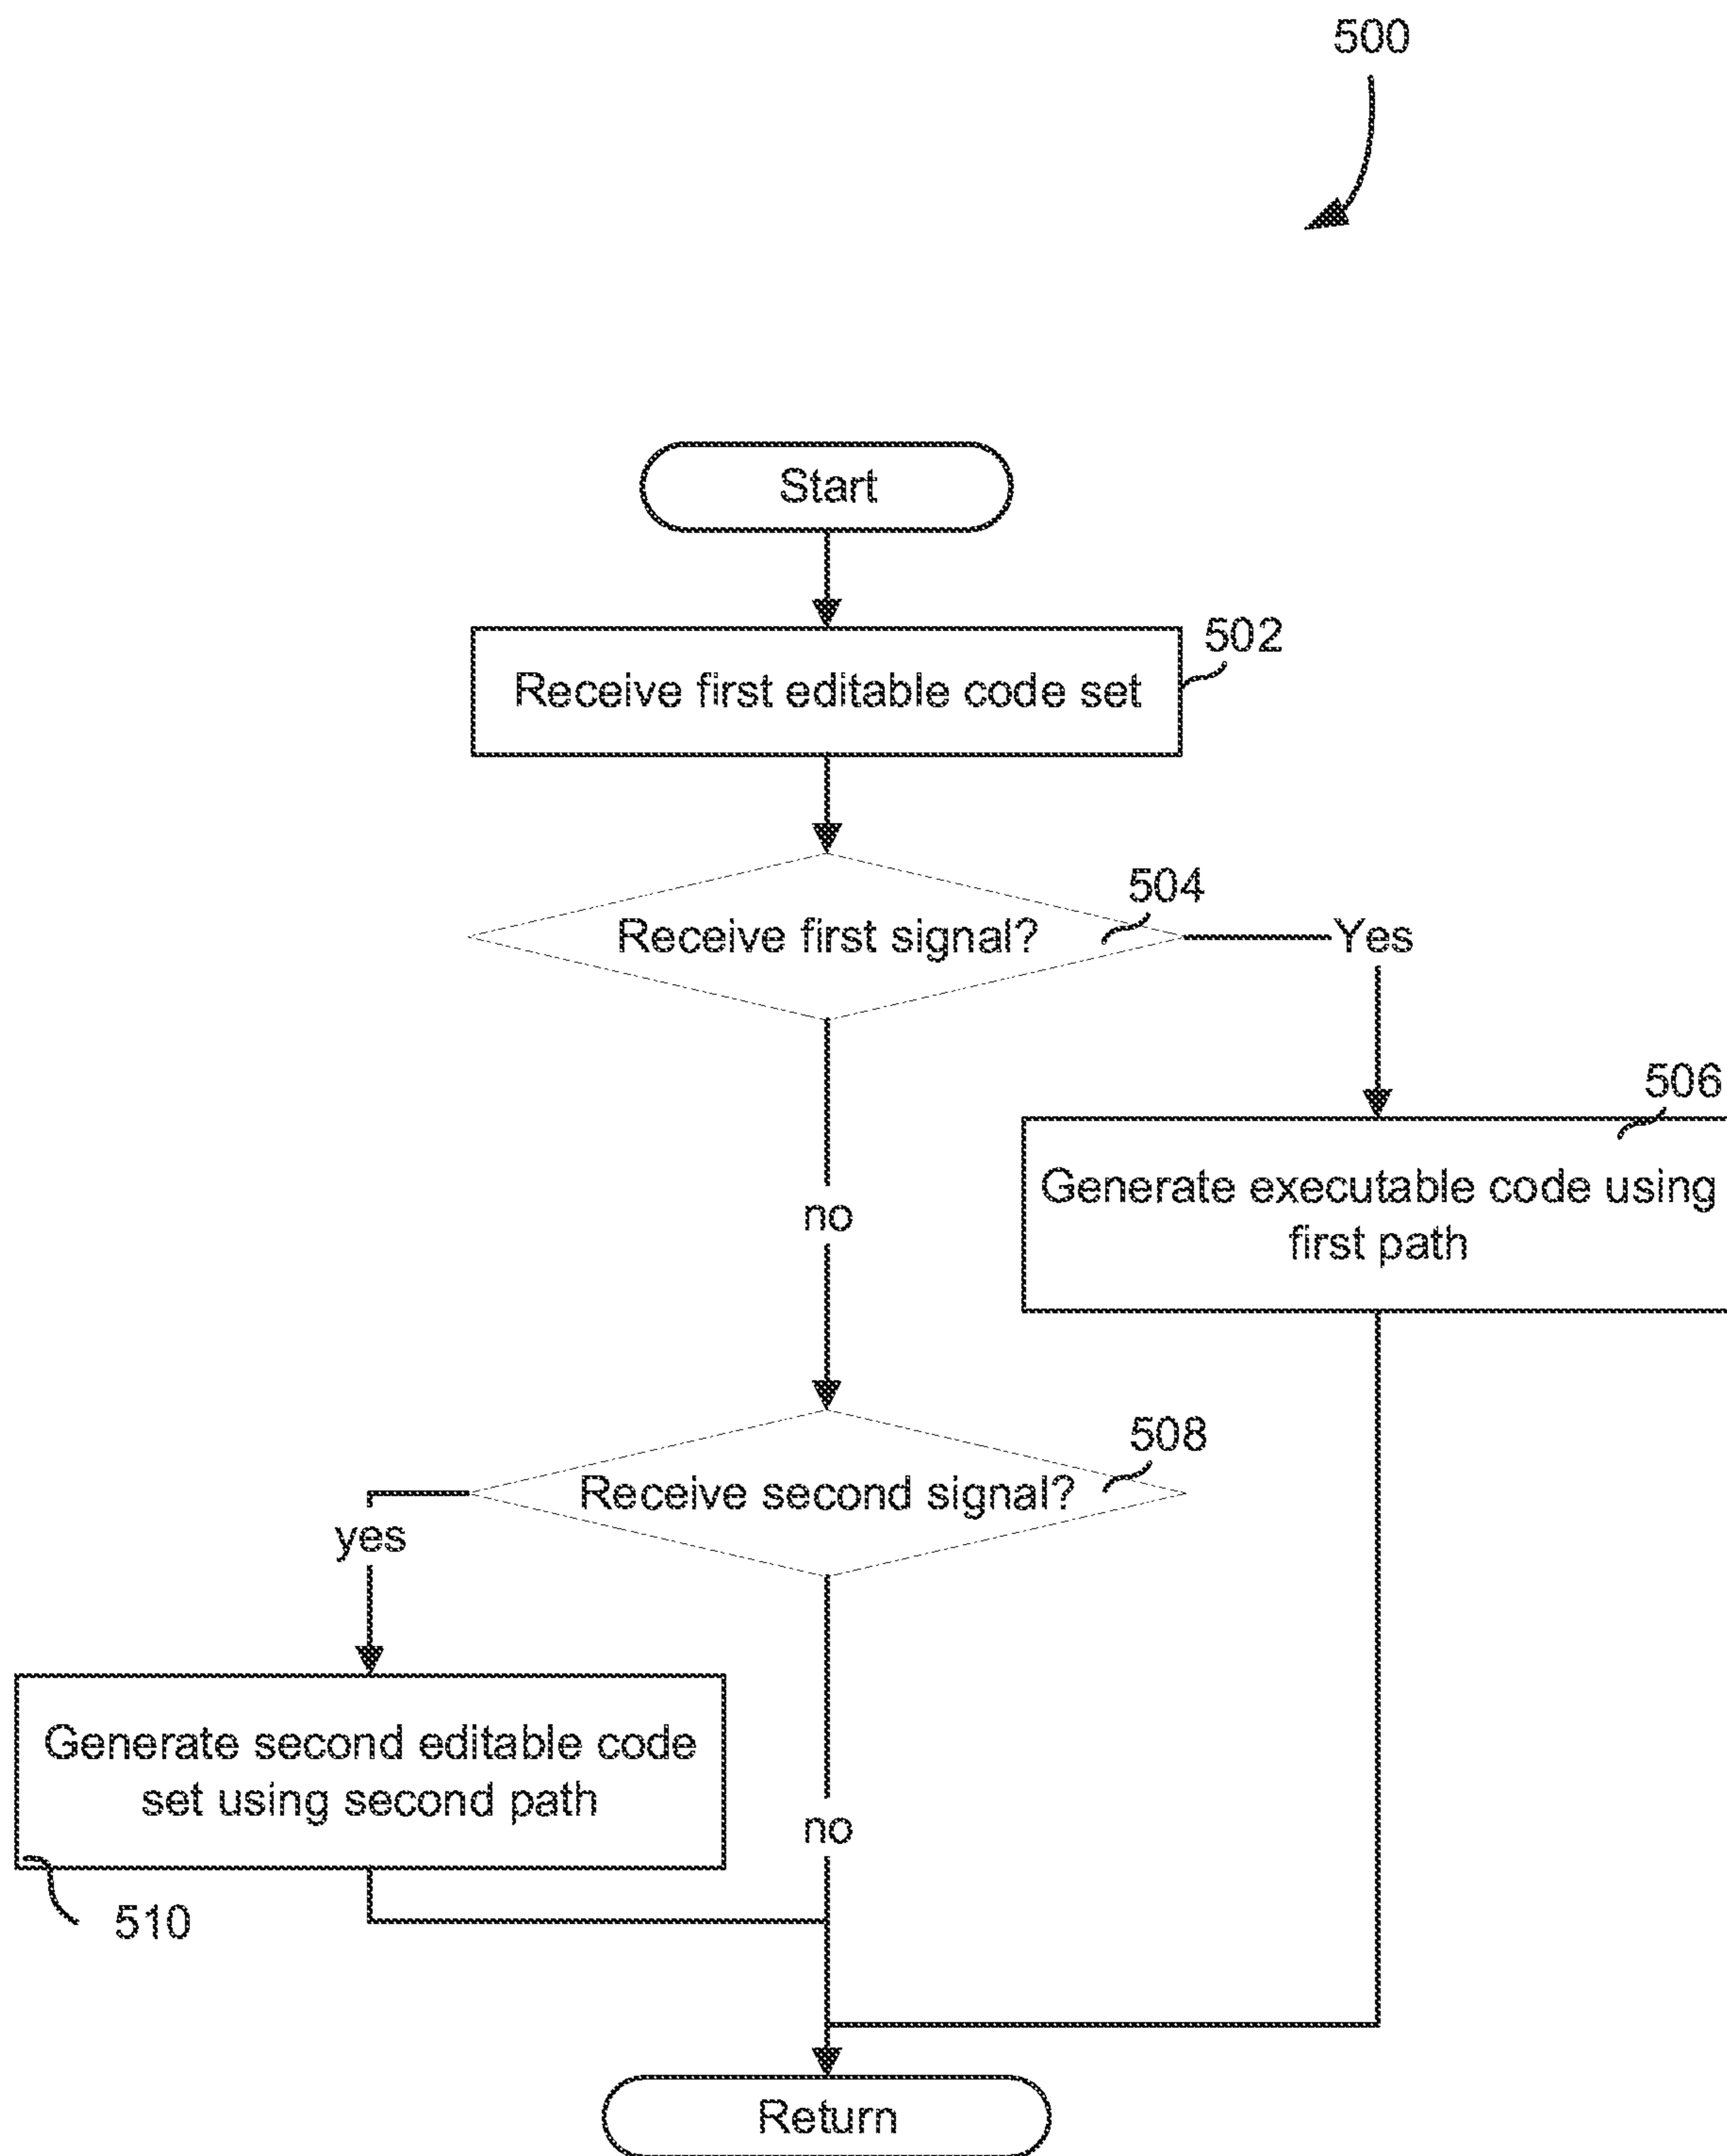 500
Start
502
Receive first editable code set
504
Receive first signal?
Yes
506
Generate executable code using
first path
no
508
Receive second signal?
yes
Generate second editable code
set using second path
no
510
Return